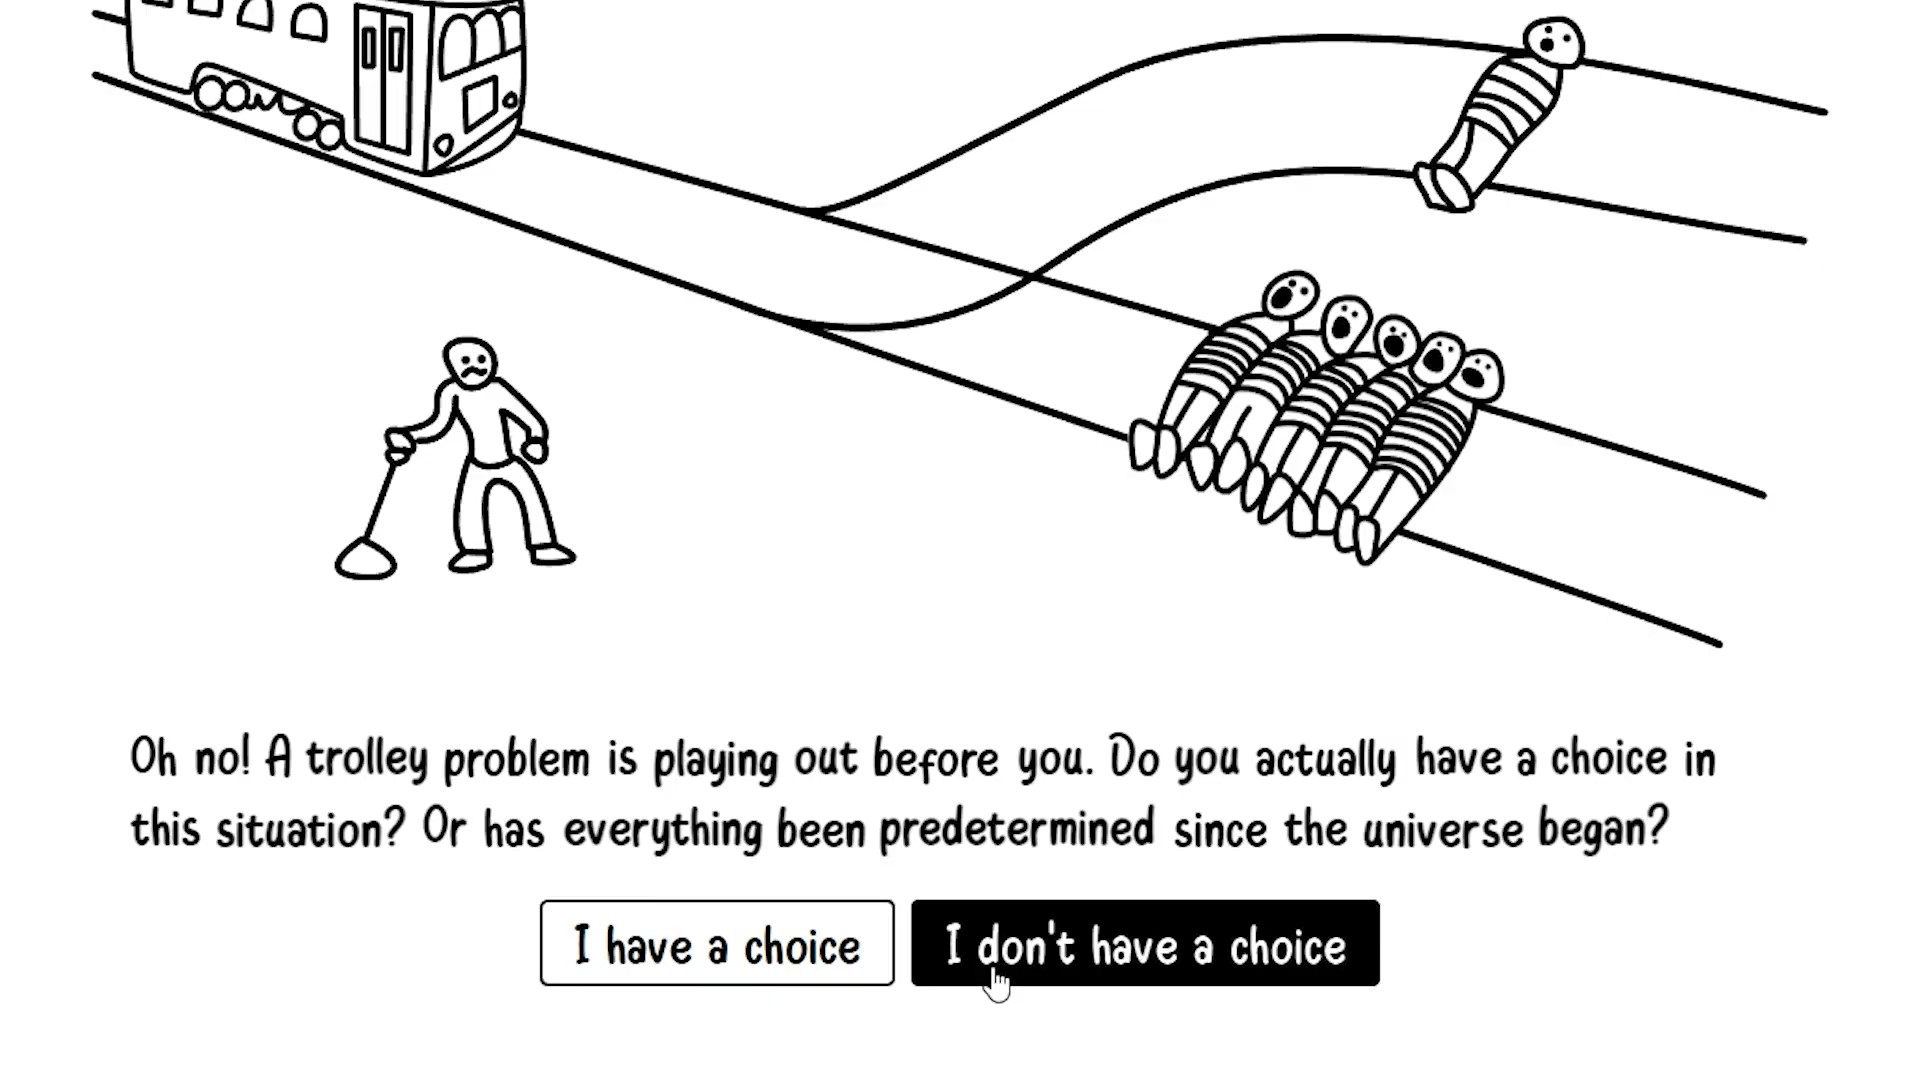 Oh no! A trolley problem is playing out before you. Do you actually have a choice in
this situation? Or has everything been predetermined since the universe began?
I have a choice
I don't have a choice